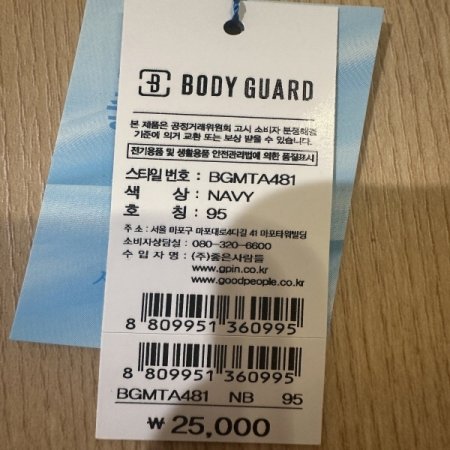 B BODY GUARD
본 제품은 공정거래위원회 고시 소비자 분쟁해결
기준에 의거 교환 또는 보상 받을 수 있습니다.
전기용품 및 생활용품 안전관리법에 의한 품질표시
스타일 번호 : BGMTA481
색 상 : NAVY
호 칭 : 95
주 소 : 서울 마포구 마포대로4다길 41 마포타워빌딩
소비자상담실 : 080-320-6600
수 입 자 명 : (주)좋은사람들
www.gpin.co.kr
www.goodpeople.co.kr
8 809951 360995
8 809951 360995
BGMTA481 NB 95
₩ 25,000